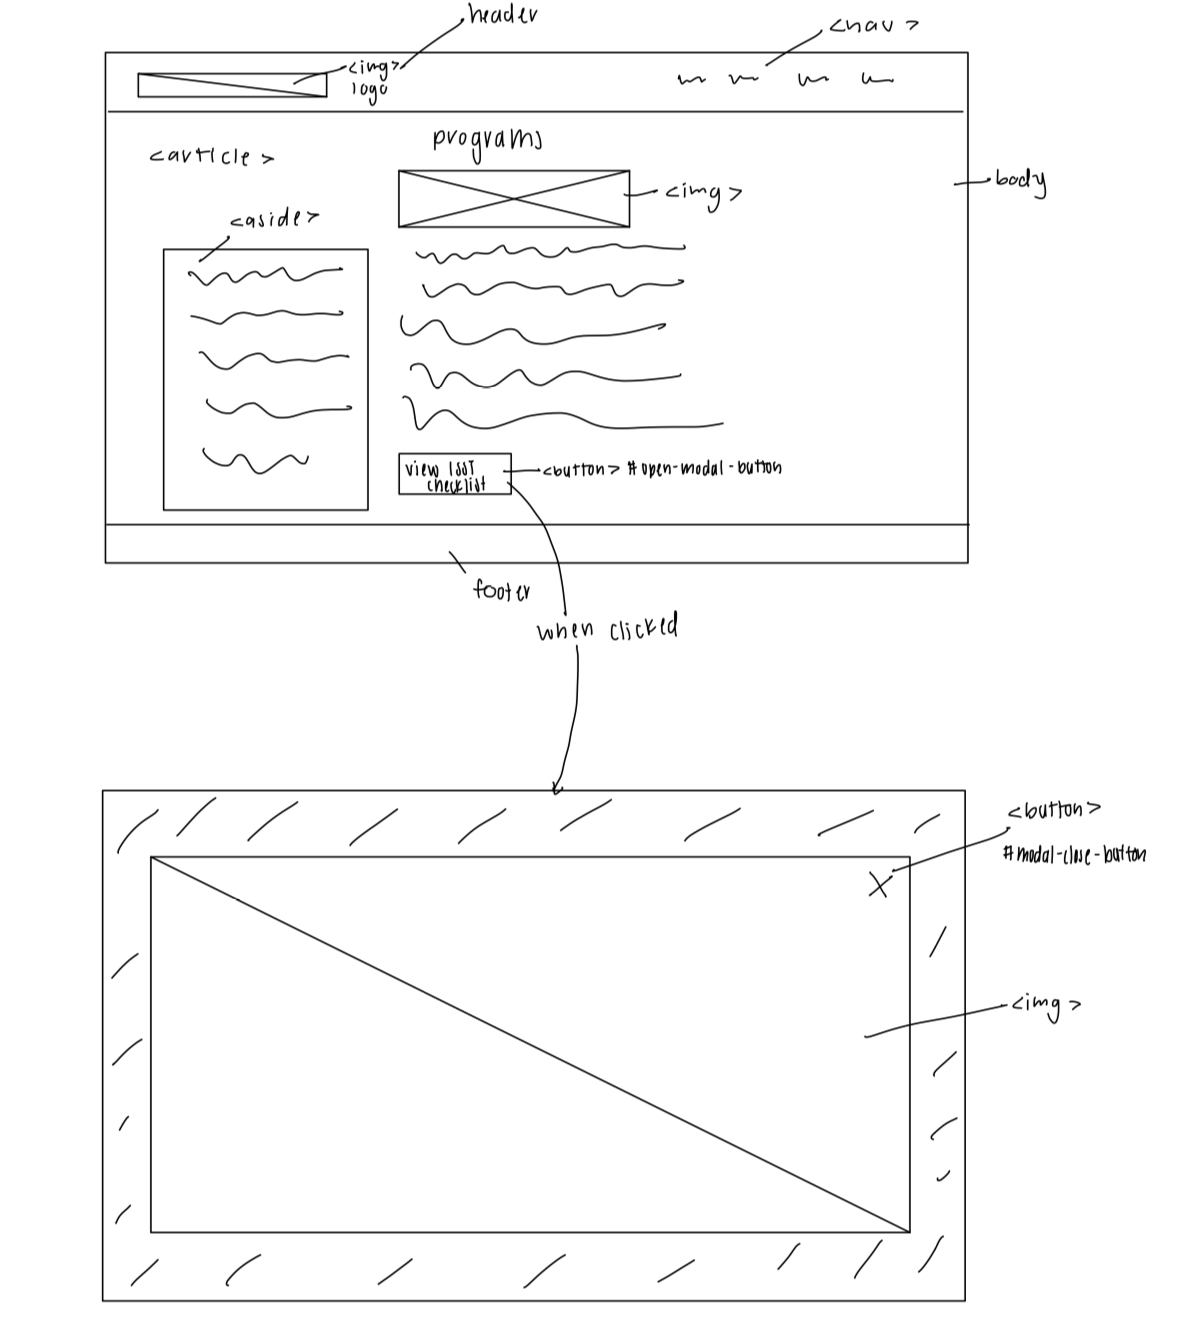 header
<nav>
<img>
logo
programs
<article>
<img>
body
<aside>
view ISST
checklist
<button> #open-modal-button
footer
when clicked
<button>
#modal-close-button
X
<img>